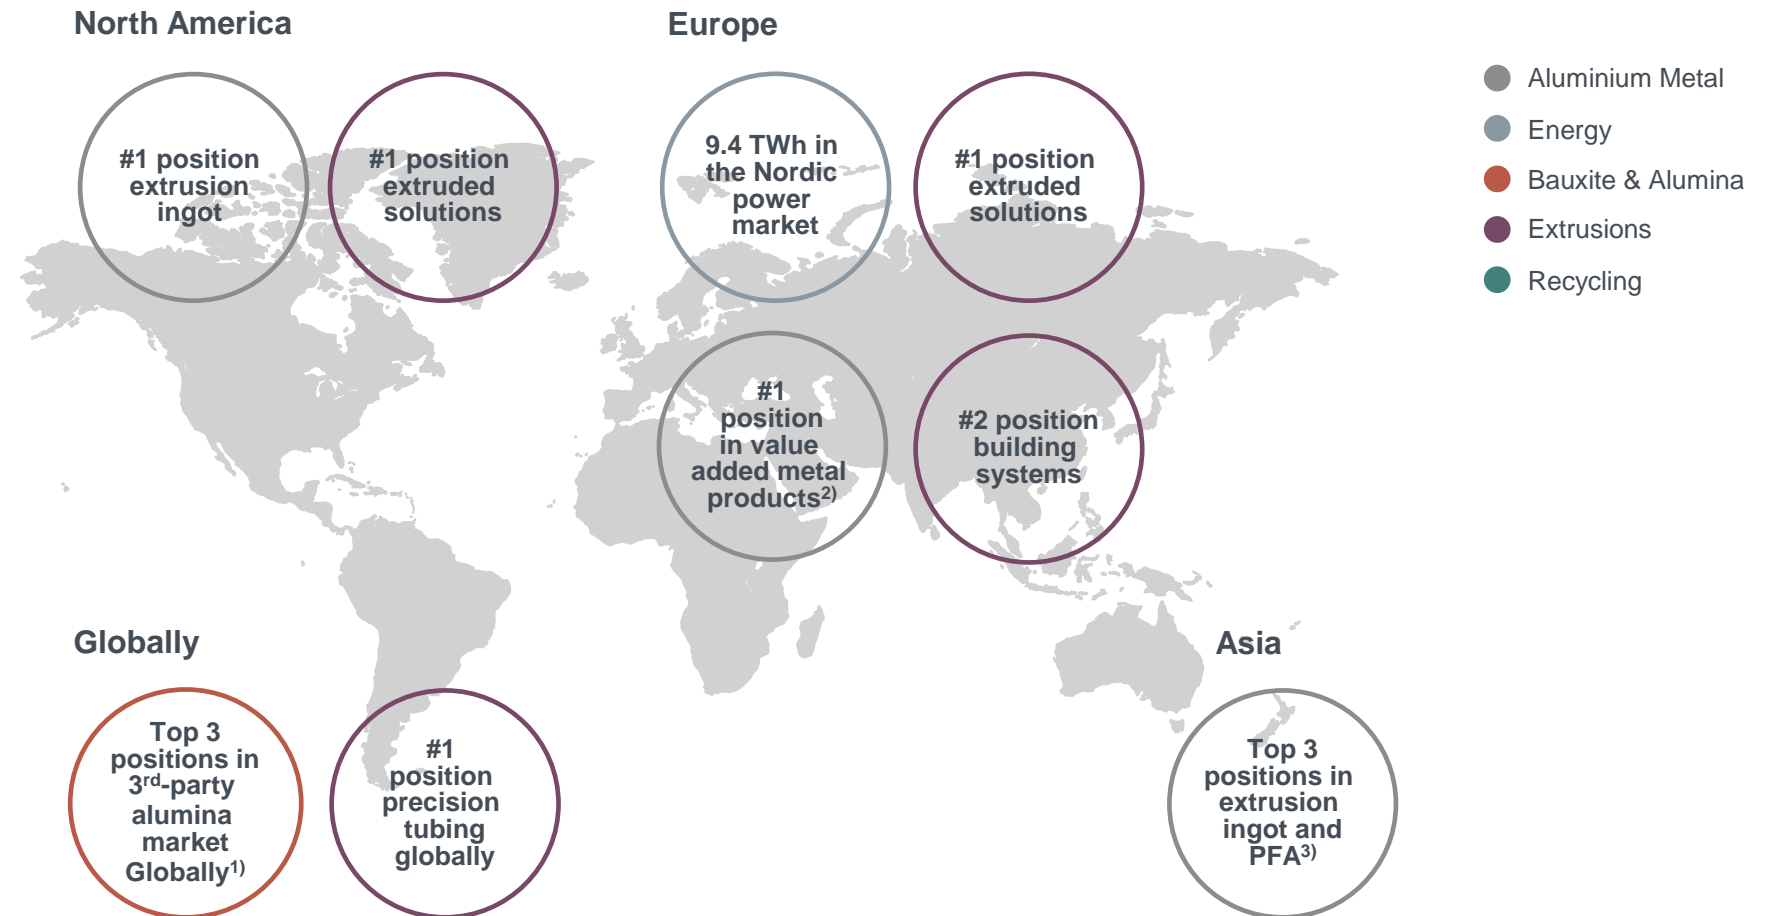 North America
#1 position
extrusion
ingot
#1 position
extruded
solutions
Europe
9.4 TWh in
the Nordic
power
market
#1 position
extruded
solutions
#1
position
in value
added metal
products2)
#2 position
building
systems
Aluminium Metal
Energy
Bauxite & Alumina
Extrusions
Recycling
Globally
Top 3
positions in
3rd-party
alumina
market
Globally1)
#1
position
precision
tubing
globally
Asia
Top 3
positions in
extrusion
ingot and
PFA3)